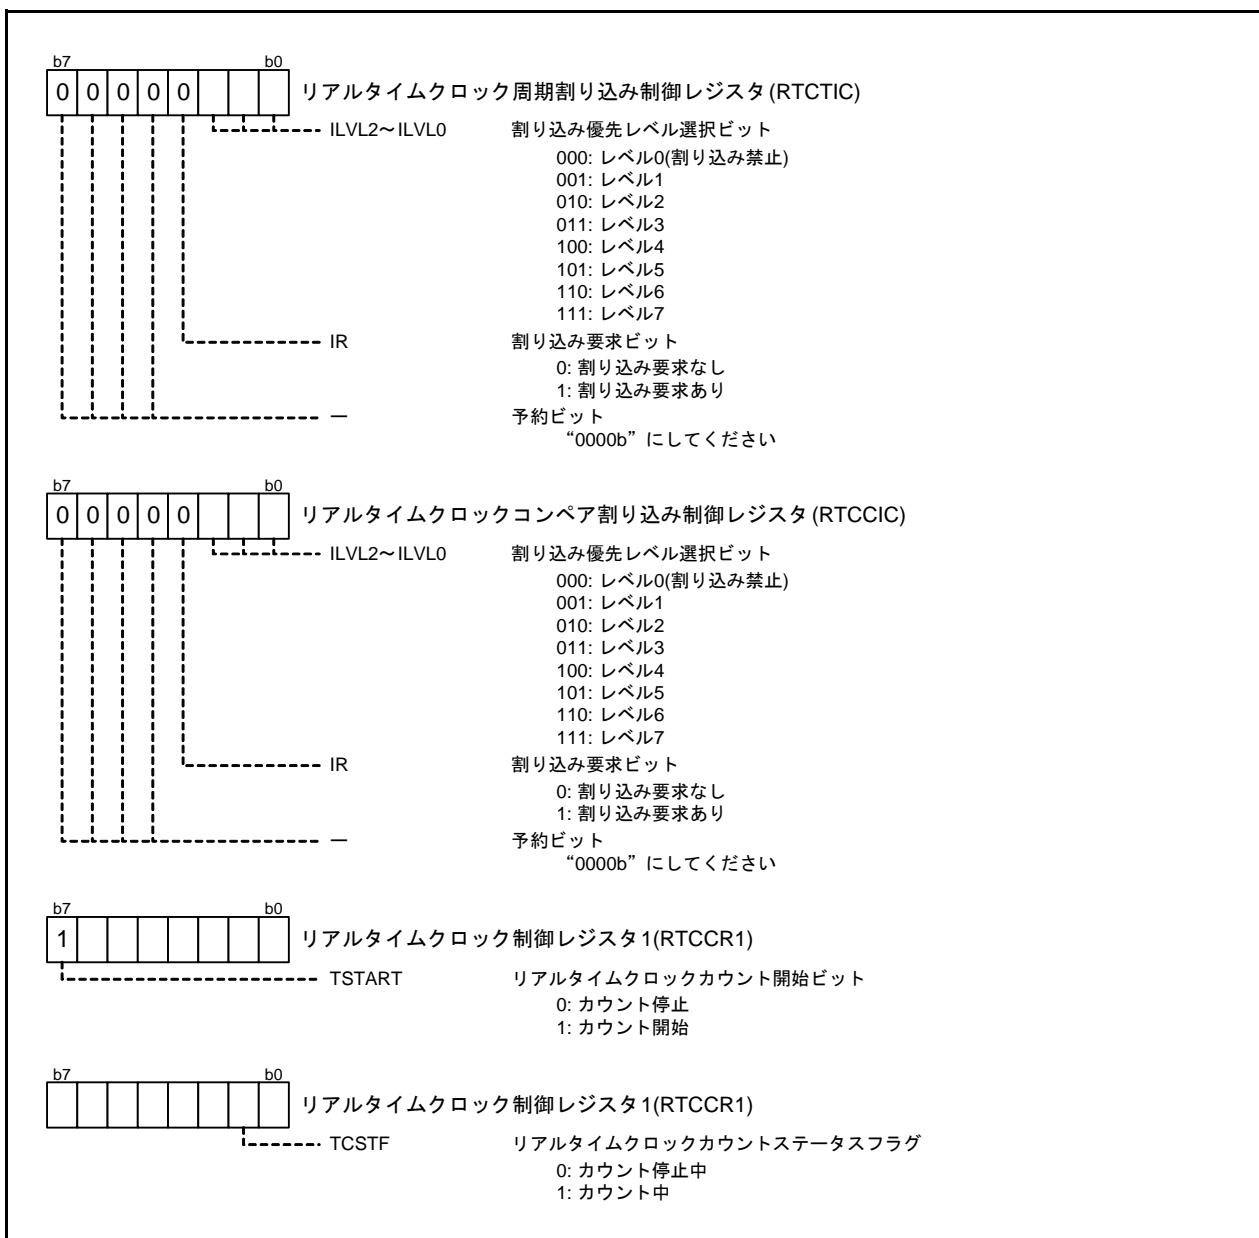 b7 b0
0 0 0 0 0 リアルタイムクロック周期割り込み制御レジスタ(RTCTIC)
ILVL2～ILVL0 割り込み優先レベル選択ビット
000: レベル0(割り込み禁止)
001: レベル1
010: レベル2
011: レベル3
100: レベル4
101: レベル5
110: レベル6
111: レベル7
IR 割り込み要求ビット
0: 割り込み要求なし
1: 割り込み要求あり
— 予約ビット
“0000b”にしてください
b7 b0
0 0 0 0 0 リアルタイムクロックコンペア割り込み制御レジスタ(RTCCIC)
ILVL2～ILVL0 割り込み優先レベル選択ビット
000: レベル0(割り込み禁止)
001: レベル1
010: レベル2
011: レベル3
100: レベル4
101: レベル5
110: レベル6
111: レベル7
IR 割り込み要求ビット
0: 割り込み要求なし
1: 割り込み要求あり
— 予約ビット
“0000b”にしてください
b7 b0
1 リアルタイムクロック制御レジスタ1(RTCCR1)
TSTART リアルタイムクロックカウント開始ビット
0: カウント停止
1: カウント開始
b7 b0
リアルタイムクロック制御レジスタ1(RTCCR1)
TCSTF リアルタイムクロックカウントステータスフラグ
0: カウント停止中
1: カウント中